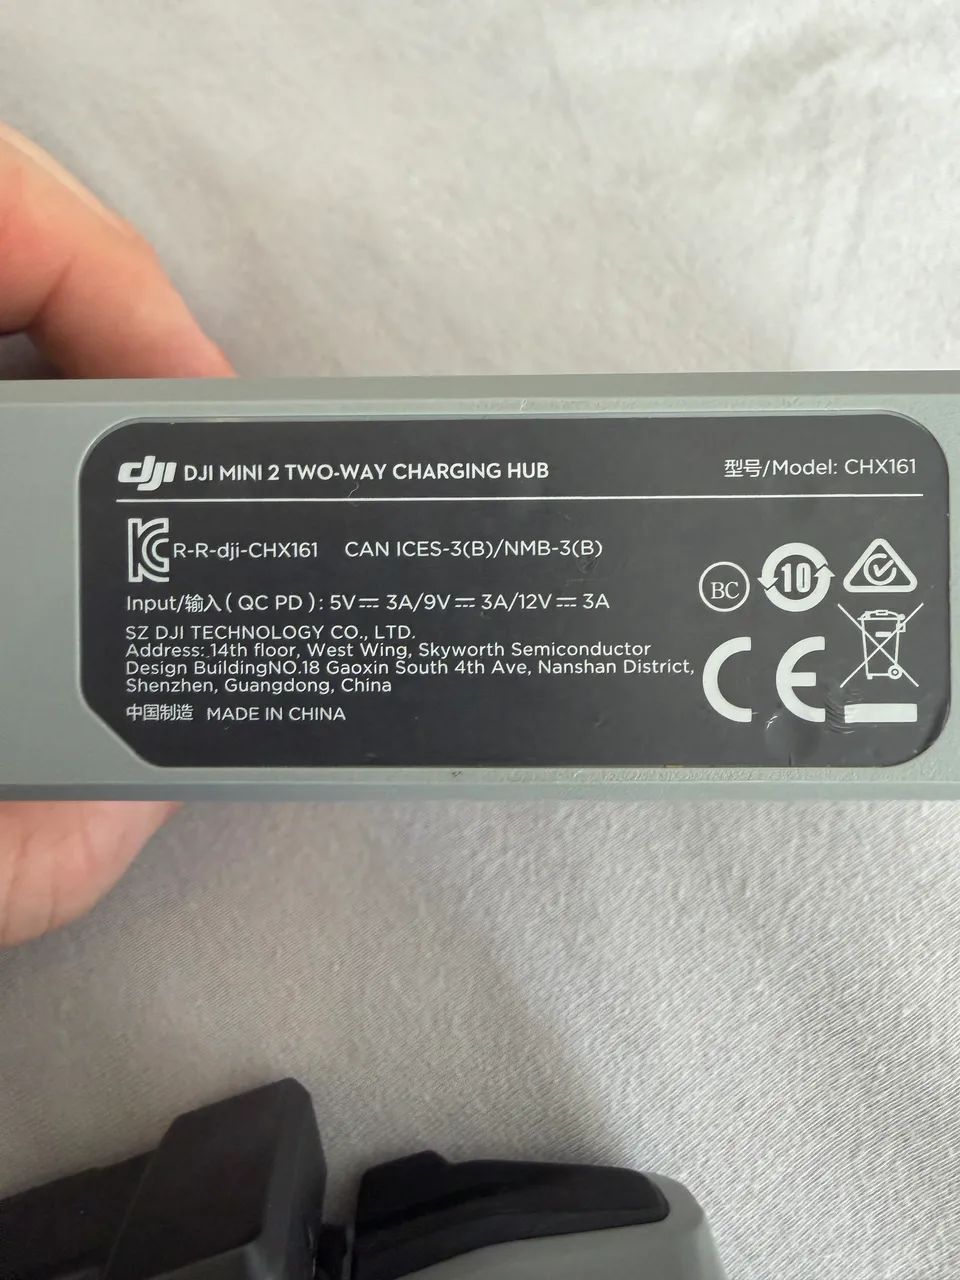 dji DJI MINI 2 TWO-WAY CHARGING HUB 型号/Model: CHX161
KC R-R-dji-CHX161 CAN ICES-3(B)/NMB-3(B)
BC 10
Input/输入( QC PD ): 5V⎓ 3A/9V⎓ 3A/12V⎓ 3A
SZ DJI TECHNOLOGY CO., LTD.
Address: 14th floor, West Wing, Skyworth Semiconductor
Design BuildingNO.18 Gaoxin South 4th Ave, Nanshan District,
Shenzhen, Guangdong, China
CE
中国制造 MADE IN CHINA